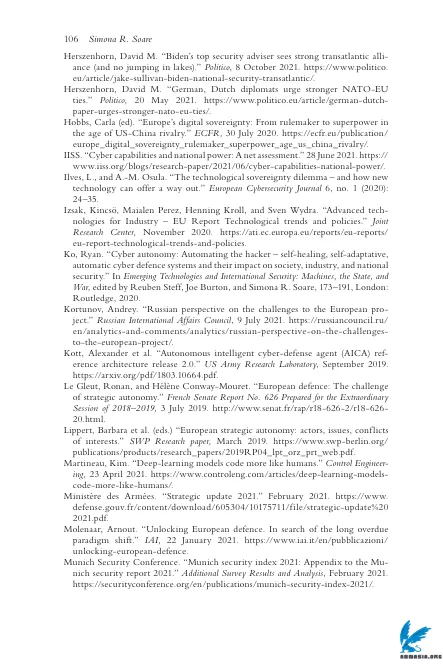 106 Simona R. Soare
Herszenhorn, David M. “Biden’s top security adviser sees strong transatlantic alli-
ance (and no jumping in lakes).” Politico, 8 October 2021. https://www.politico.
eu/article/jake-sullivan-biden-national-security-transatlantic/.
Herszenhorn, David M. “German, Dutch diplomats urge stronger NATO-EU
ties.” Politico, 20 May 2021. https://www.politico.eu/article/german-dutch-
paper-urges-stronger-nato-eu-ties/.
Hobbs, Carla (ed). “Europe’s digital sovereignty: From rulemaker to superpower in
the age of US-China rivalry.” ECFR, 30 July 2020. https://ecfr.eu/publication/
europe_digital_sovereignty_rulemaker_superpower_age_us_china_rivalry/.
IISS. “Cyber capabilities and national power: A net assessment.” 28 June 2021. https://
www.iiss.org/blogs/research-paper/2021/06/cyber-capabilities-national-power/.
Ilves, L., and A.-M. Osula. “The technological sovereignty dilemma – and how new
technology can offer a way out.” European Cybersecurity Journal 6, no. 1 (2020):
24–35.
Izsak, Kincsö, Maialen Perez, Henning Kroll, and Sven Wydra. “Advanced tech-
nologies for Industry – EU Report Technological trends and policies.” Joint
Research Center, November 2020. https://ati.ec.europa.eu/reports/eu-reports/
eu-report-technological-trends-and-policies.
Ko, Ryan. “Cyber autonomy: Automating the hacker – self-healing, self-adaptive,
automatic cyber defense systems and their impact on society, industry, and national
security.” In Emerging Technologies and International Security: Machines, the State, and
War, edited by Reuben Steff, Joe Burton, and Simona R. Soare, 173–191, London:
Routledge, 2020.
Kortunov, Andrey. “Russian perspective on the challenges to the European pro-
ject.” Russian International Affairs Council, 9 July 2021. https://russiancouncil.ru/
en/analytics-and-comments/analytics/russian-perspective-on-the-challenges-
to-the-european-project/.
Kott, Alexander et al. “Autonomous intelligent cyber-defense agent (AICA) ref-
erence architecture release 2.0.” US Army Research Laboratory, September 2019.
https://arxiv.org/pdf/1803.10664.pdf.
Le Gleut, Ronan, and Hélène Conway-Mouret. “European defence: The challenge
of strategic autonomy.” French Senate Report No. 626 Prepared for the Extraordinary
Session of 2018–2019, 3 July 2019. http://www.senat.fr/rap/r18-626-2/r18-626-
20.html.
Lippert, Barbara et al. (eds.) “European strategic autonomy: actors, issues, conflicts
of interests.” SWP Research paper, March 2019. https://www.swp-berlin.org/
publications/products/research_papers/2019RP04_lpt_orz_prt_web.pdf.
Martineau, Kim. “Deep-learning models code more like humans.” Control Engineer-
ing, 23 April 2021. https://www.controleng.com/articles/deep-learning-models-
code-more-like-humans/.
Ministère des Armées. “Strategic update 2021.” February 2021. https://www.
defense.gouv.fr/content/download/605304/10175711/file/strategic-update%20
2021.pdf.
Molenaar, Arnout. “Unlocking European defence. In search of the long overdue
paradigm shift.” IAI, 22 January 2021. https://www.iai.it/en/pubblicazioni/
unlocking-european-defence.
Munich Security Conference. “Munich security index 2021: Appendix to the Mu-
nich security report 2021.” Additional Survey Results and Analysis, February 2021.
https://securityconference.org/en/publications/munich-security-index-2021/.